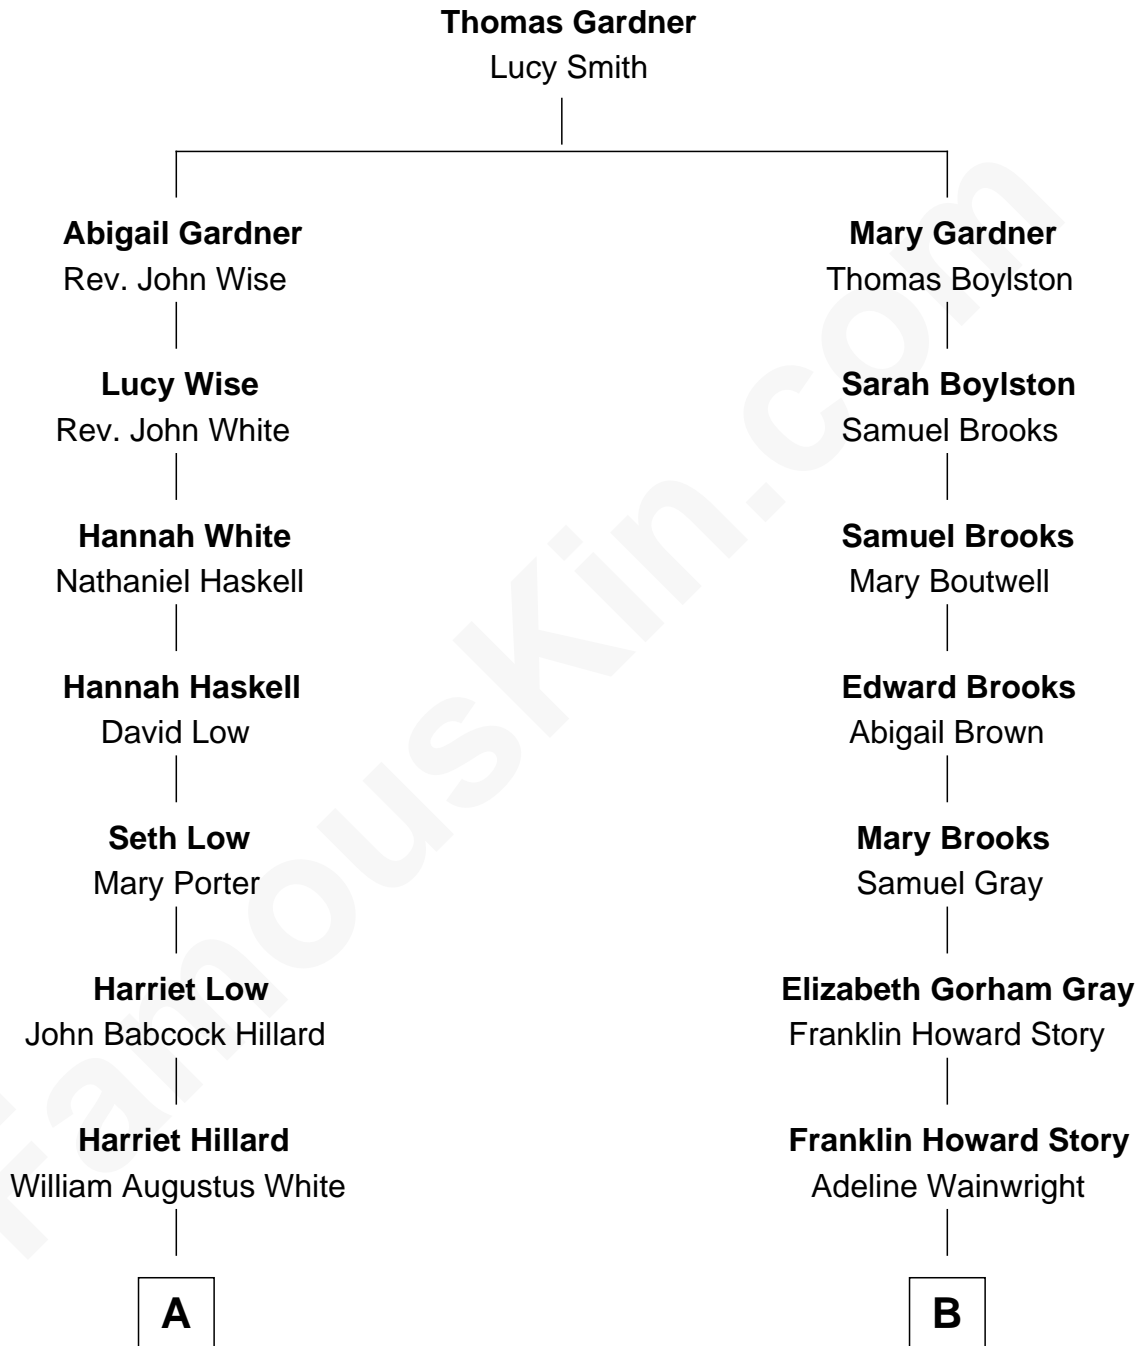 Thomas Gardner
Lucy Smith
Abigail Gardner
Rev. John Wise
Mary Gardner
Thomas Boylston
Lucy Wise
Rev. John White
Sarah Boylston
Samuel Brooks
Hannah White
Nathaniel Haskell
Samuel Brooks
Mary Boutwell
Hannah Haskell
David Low
Edward Brooks
Abigail Brown
Seth Low
Mary Porter
Mary Brooks
Samuel Gray
Harriet Low
John Babcock Hillard
Elizabeth Gorham Gray
Franklin Howard Story
Harriet Hillard
William Augustus White
Franklin Howard Story
Adeline Wainwright
A
B
FamousKin.com